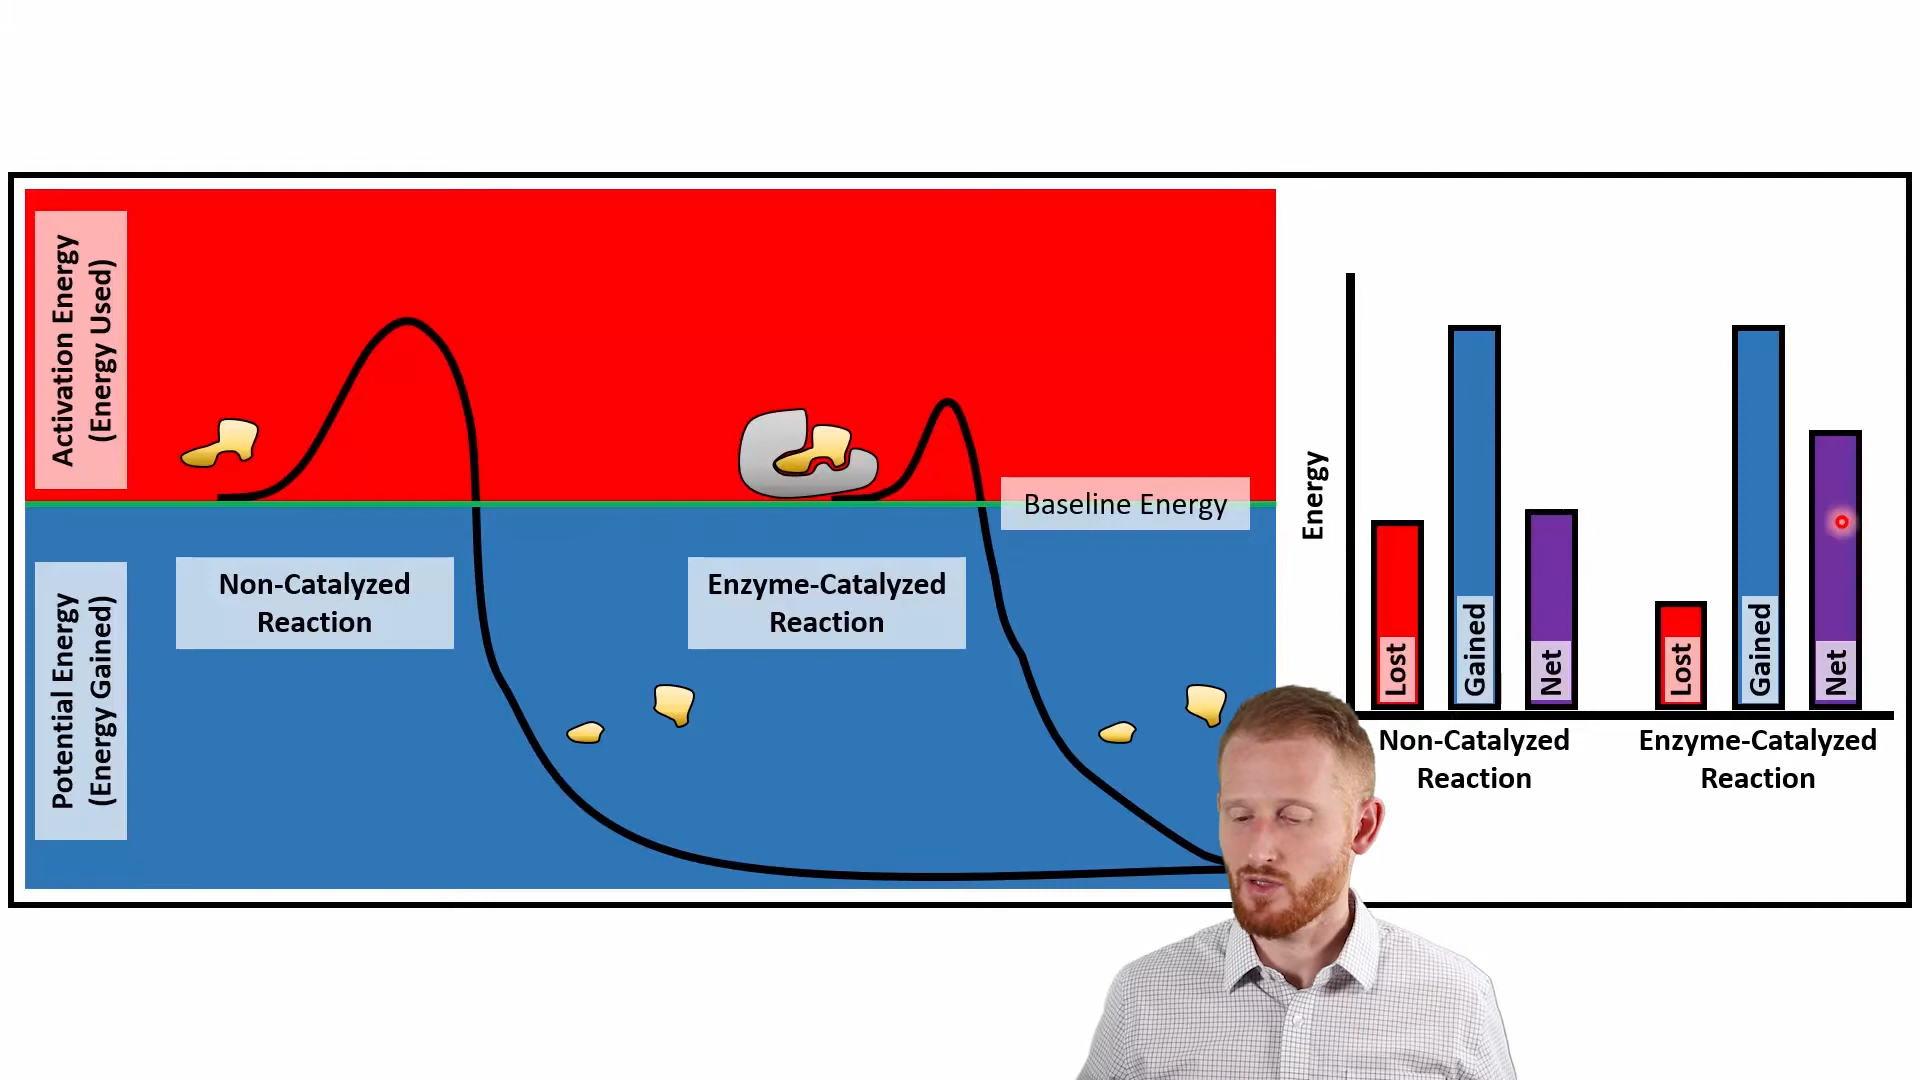 Activation Energy
(Energy Used)
Potential Energy
(Energy Gained)
Non-Catalyzed
Reaction
Enzyme-Catalyzed
Reaction
Baseline Energy
Energy
Lost
Gained
Net
Lost
Gained
Net
Non-Catalyzed
Reaction
Enzyme-Catalyzed
Reaction